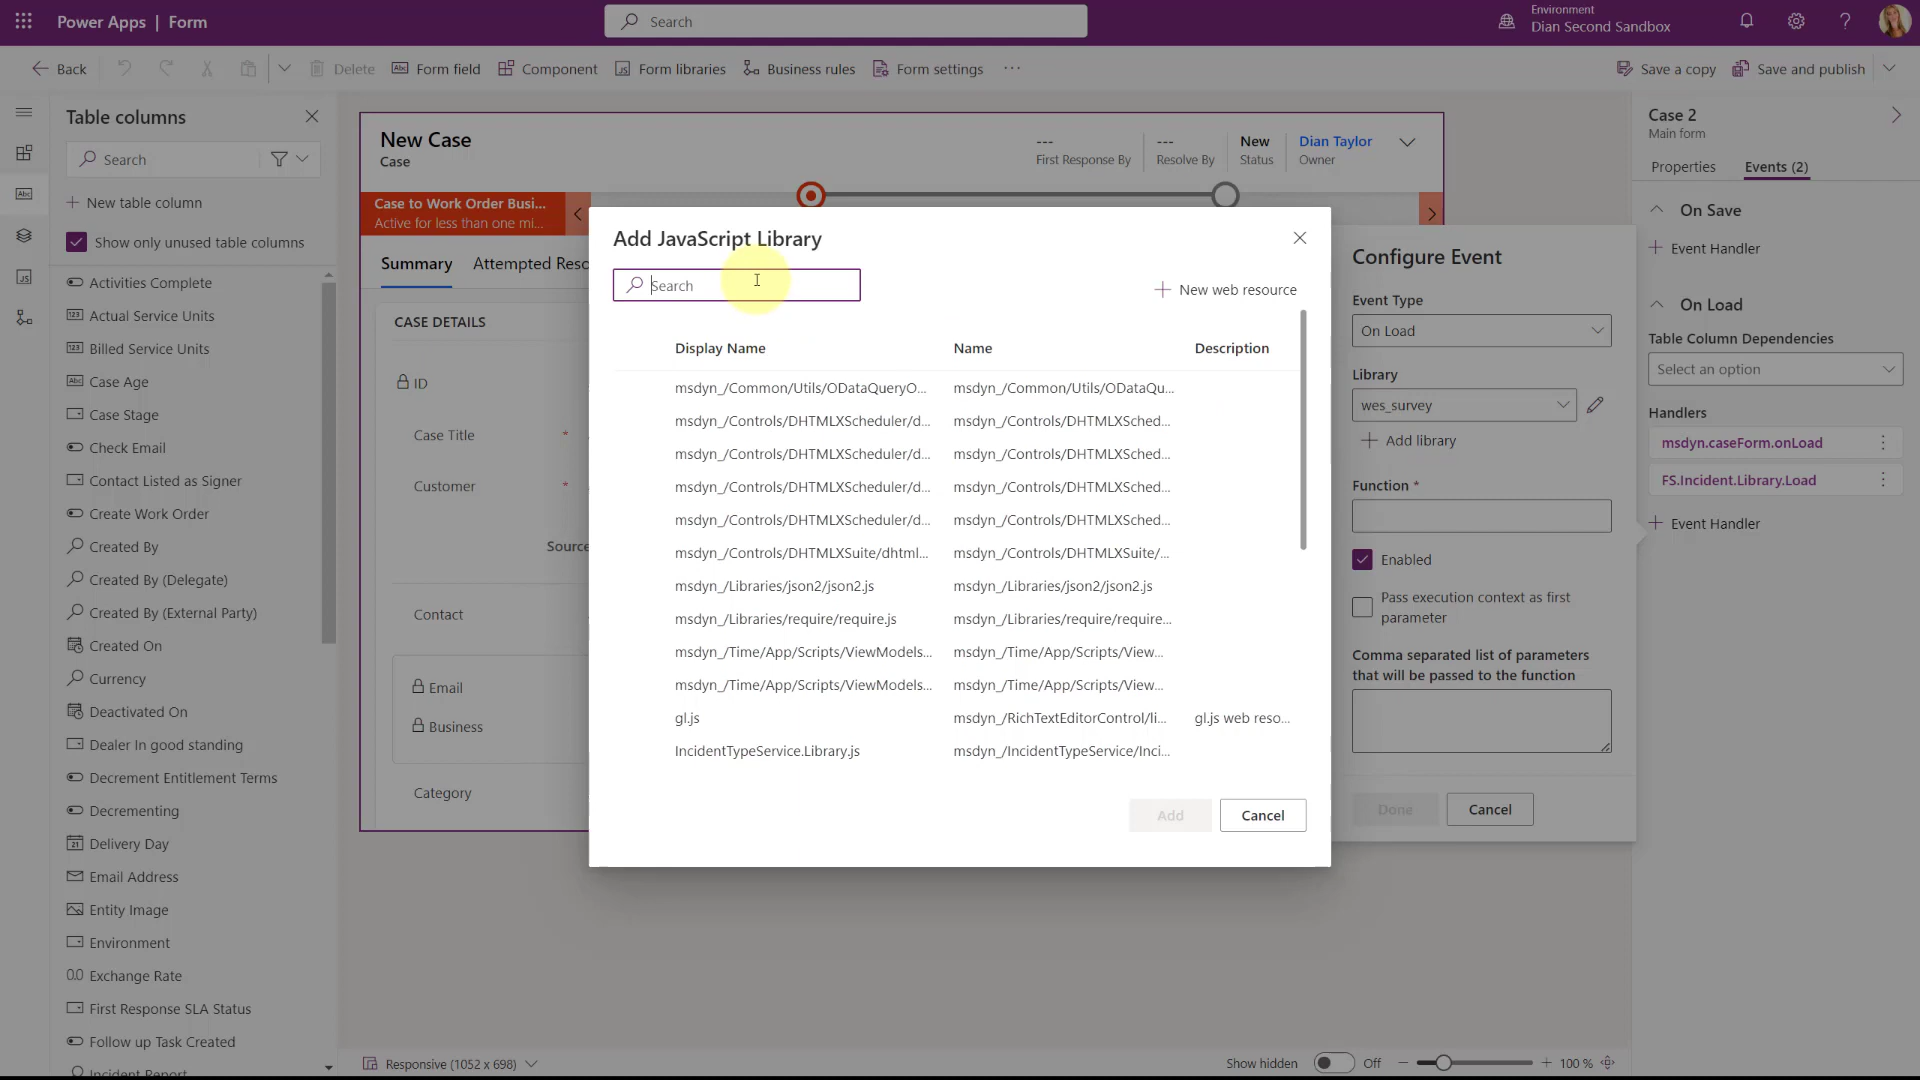 Power Apps | Form
Search
Environment
Dian Second Sandbox
Back
Delete
Form field
Component
Form libraries
Business rules
Form settings
Save a copy
Save and publish
Table columns
Search
New table column
Show only unused table columns
Activities Complete
Actual Service Units
Billed Service Units
Case Age
Case Stage
Check Email
Contact Listed as Signer
Create Work Order
Created By
Created By (Delegate)
Created By (External Party)
Created On
Currency
Deactivated On
Dealer In good standing
Decrement Entitlement Terms
Decrementing
Delivery Day
Email Address
Entity Image
Environment
Exchange Rate
First Response SLA Status
Follow up Task Created
Incident Report
New Case
Case
---
First Response By
---
Resolve By
New
Status
Dian Taylor
Owner
Case to Work Order Busi...
Active for less than one mi...
Summary
Attempted Reso
CASE DETAILS
ID
Case Title *
Customer *
Source
Contact
Email
Business
Category
Add JavaScript Library
Search
New web resource
Display Name Name Description
msdyn_/Common/Utils/ODataQueryO... msdyn_/Common/Utils/ODataQu...
msdyn_/Controls/DHTMLXScheduler/d... msdyn_/Controls/DHTMLXSched...
msdyn_/Controls/DHTMLXScheduler/d... msdyn_/Controls/DHTMLXSched...
msdyn_/Controls/DHTMLXScheduler/d... msdyn_/Controls/DHTMLXSched...
msdyn_/Controls/DHTMLXScheduler/d... msdyn_/Controls/DHTMLXSched...
msdyn_/Controls/DHTMLXSuite/dhtml... msdyn_/Controls/DHTMLXSuite/...
msdyn_/Libraries/json2/json2.js msdyn_/Libraries/json2/json2.js
msdyn_/Libraries/require/require.js msdyn_/Libraries/require/require...
msdyn_/Time/App/Scripts/ViewModels... msdyn_/Time/App/Scripts/View...
msdyn_/Time/App/Scripts/ViewModels... msdyn_/Time/App/Scripts/View...
gl.js msdyn_/RichTextEditorControl/li... gl.js web reso...
IncidentTypeService.Library.js msdyn_/IncidentTypeService/Inci...
Add
Cancel
Configure Event
Event Type
On Load
Library
wes_survey
Add library
Function *
Enabled
Pass execution context as first
parameter
Comma separated list of parameters
that will be passed to the function
Done
Cancel
Case 2
Main form
Properties
Events (2)
On Save
Event Handler
On Load
Table Column Dependencies
Select an option
Handlers
msdyn.caseForm.onLoad
FS.Incident.Library.Load
Event Handler
Responsive (1052 x 698)
Show hidden
Off
100 %